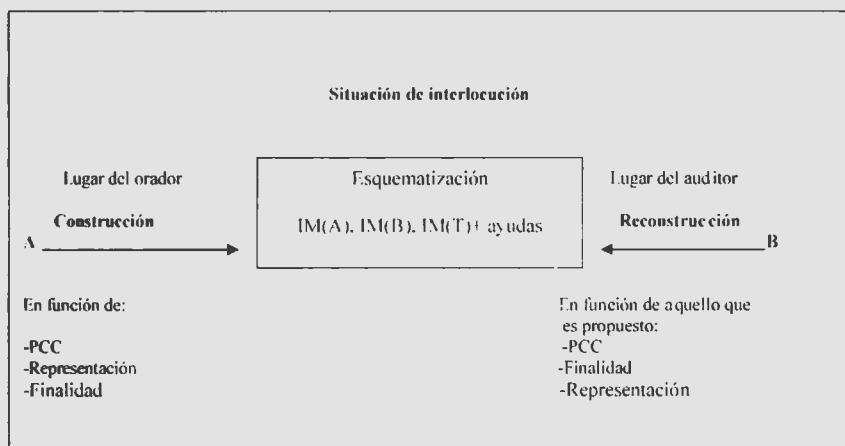 Situación de interlocución
Lugar del orador
Esquematización
Lugar del auditor
Construcción
IM(A), IM(B), IM(T)+ ayudas
Reconstrucción
A
B
En función de:
-PCC
-Representación
-Finalidad
En función de aquello que
es propuesto:
-PCC
-Finalidad
-Representación